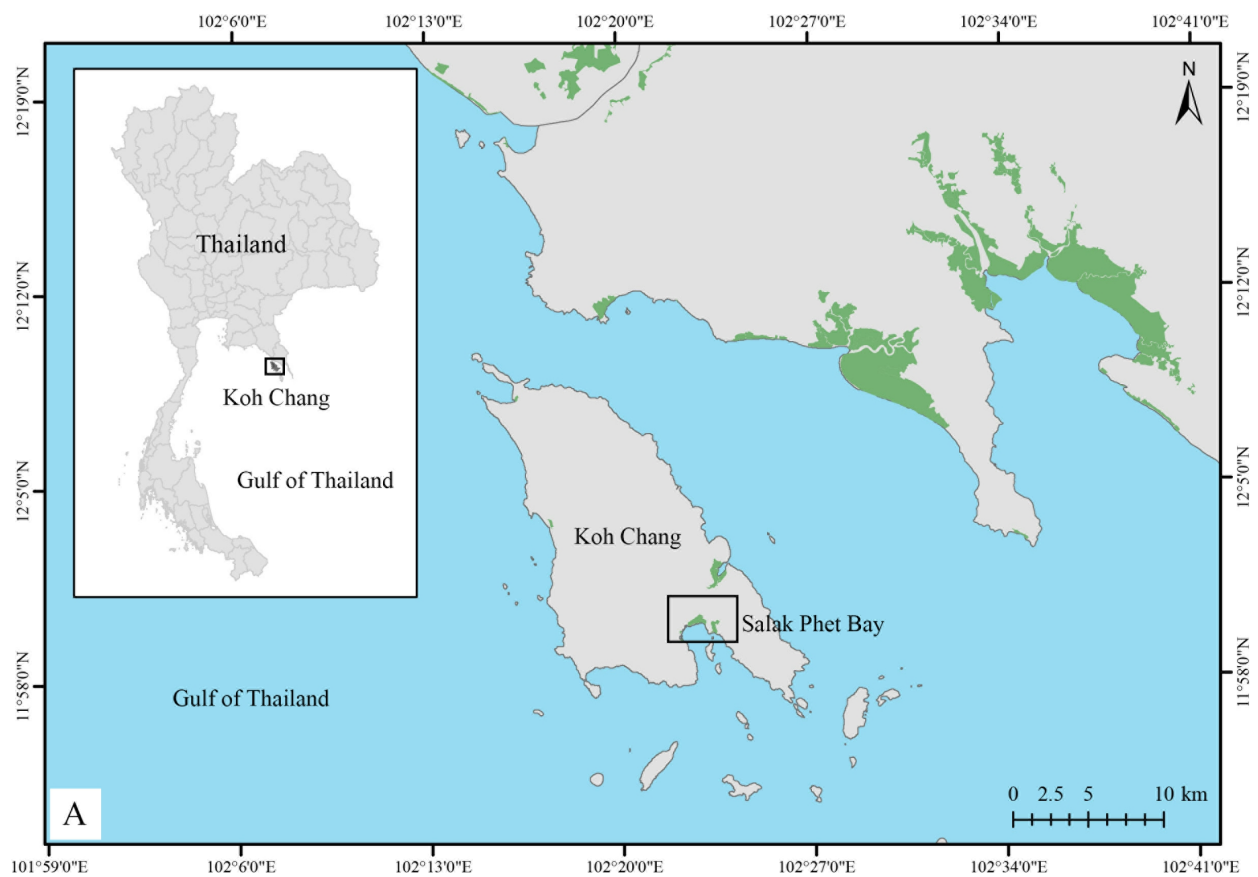 102°6'0"E
102°13'0"E
102°20'0"E
102°27'0"E
102°34'0"E
102°41'0"E
12°19'0"N
12°19'0"N
N
Thailand
12°12'0"N
12°12'0"N
Koh Chang
Gulf of Thailand
12°5'0"N
12°5'0"N
Koh Chang
Salak Phet Bay
11°58'0"N
11°58'0"N
Gulf of Thailand
0 2.5 5 10 km
A
101°59'0"E
102°6'0"E
102°13'0"E
102°20'0"E
102°27'0"E
102°34'0"E
102°41'0"E